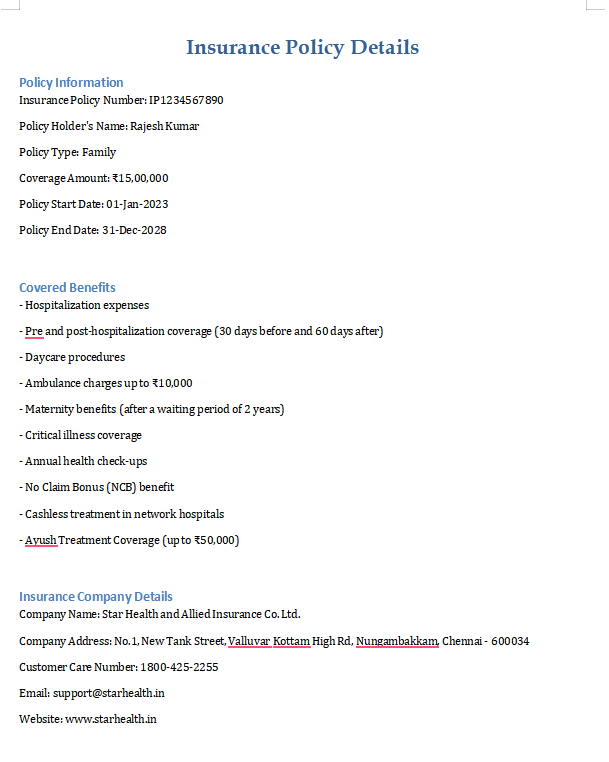 Insurance Policy Details
Policy Information
Insurance Policy Number: IP1234567890
Policy Holder's Name: Rajesh Kumar
Policy Type: Family
Coverage Amount: ₹15,00,000
Policy Start Date: 01-Jan-2023
Policy End Date: 31-Dec-2028
Covered Benefits
- Hospitalization expenses
- Pre and post-hospitalization coverage (30 days before and 60 days after)
- Daycare procedures
- Ambulance charges up to ₹10,000
- Maternity benefits (after a waiting period of 2 years)
- Critical illness coverage
- Annual health check-ups
- No Claim Bonus (NCB) benefit
- Cashless treatment in network hospitals
- Ayush Treatment Coverage (up to ₹50,000)
Insurance Company Details
Company Name: Star Health and Allied Insurance Co. Ltd.
Company Address: No.1, New Tank Street, Valluvar Kottam High Rd, Nungambakkam, Chennai - 600034
Customer Care Number: 1800-425-2255
Email: support@starhealth.in
Website: www.starhealth.in